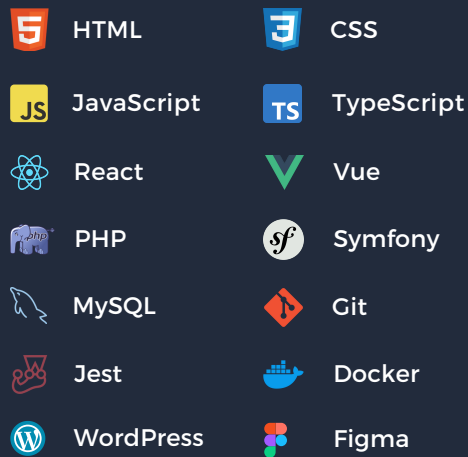 HTML CSS
JavaScript TypeScript
React Vue
PHP Symfony
MySQL Git
Jest Docker
WordPress Figma